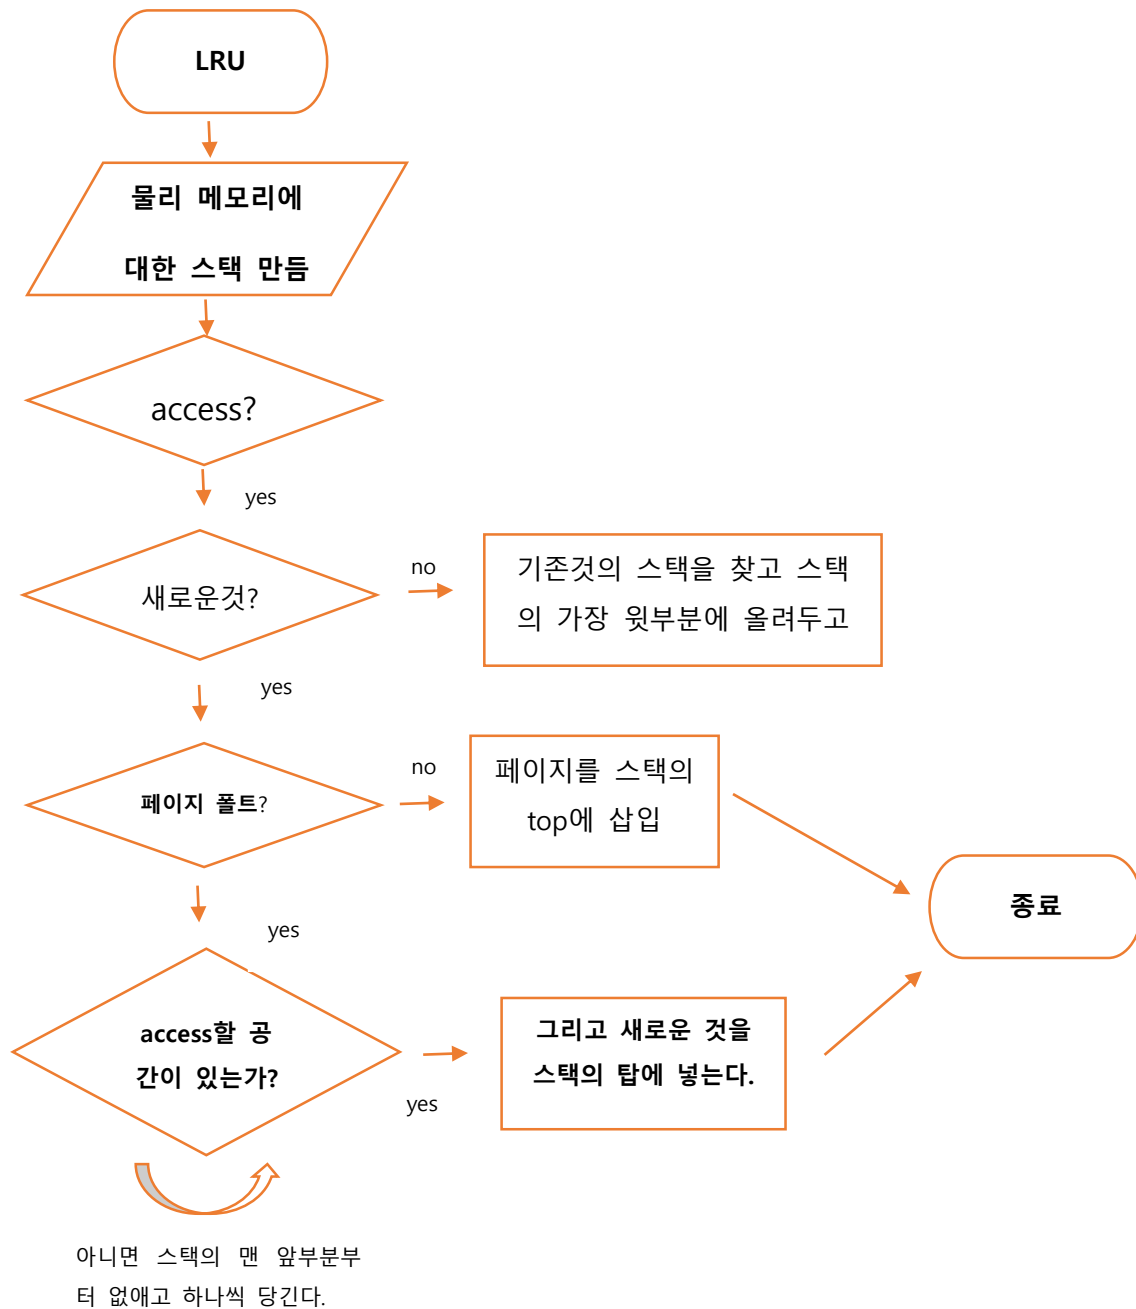 LRU
물리 메모리에
대한 스택 만듬
access?
yes
새로운것?
no
기존것의 스택을 찾고 스택
의 가장 윗부분에 올려두고
yes
페이지 폴트?
no
페이지를 스택의
top에 삽입
종료
yes
access할 공
간이 있는가?
yes
그리고 새로운 것을
스택의 탑에 넣는다.
아니면 스택의 맨 앞부분부
터 없애고 하나씩 당긴다.